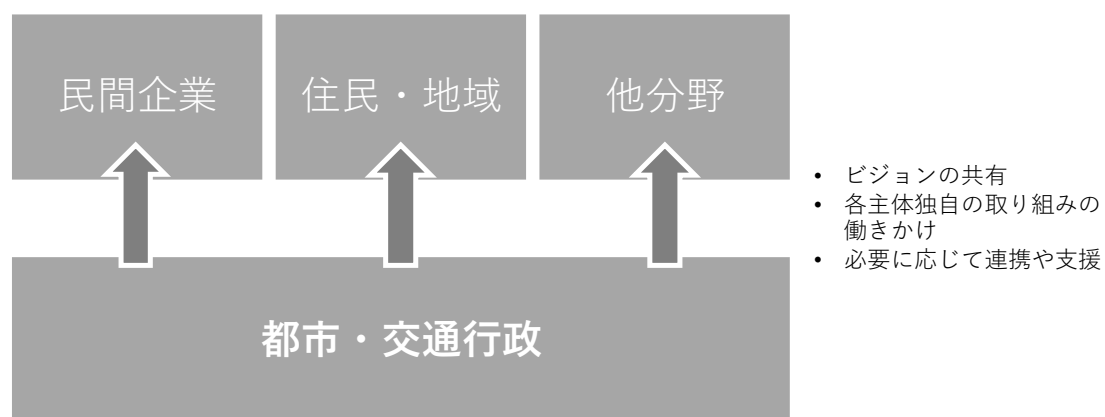 民間企業
住民・地域
他分野
• ビジョンの共有
• 各主体独自の取り組みの
働きかけ
• 必要に応じて連携や支援
都市・交通行政